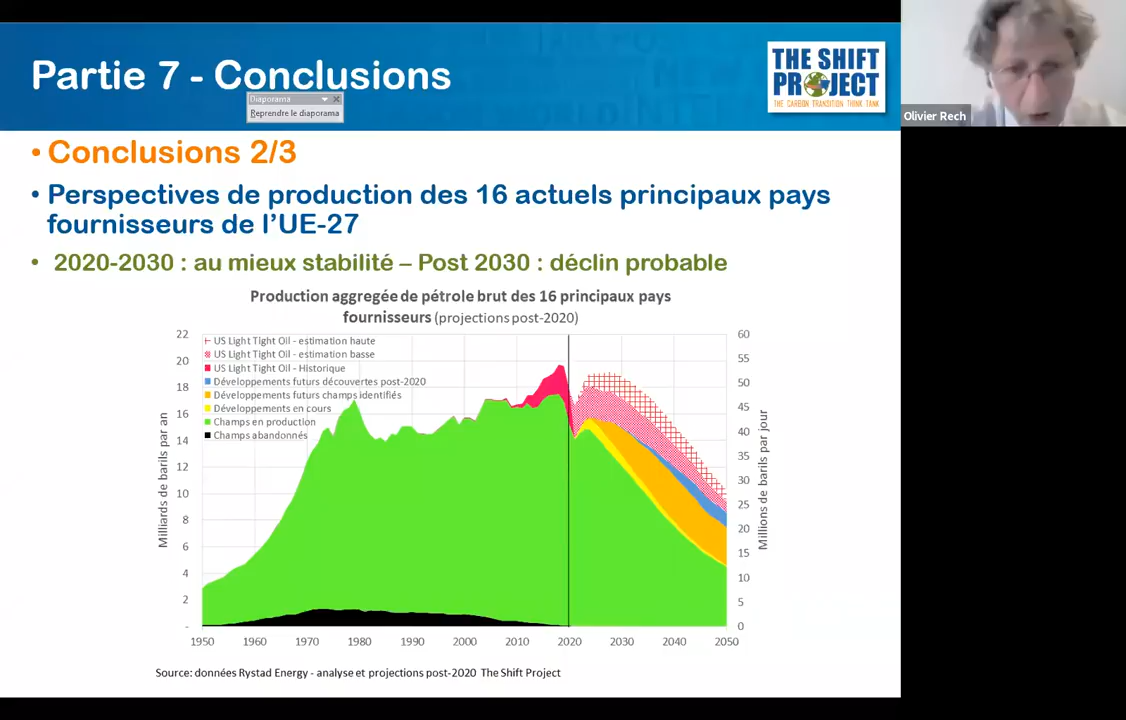 Partie 7 - Conclusions
THE SHIFT
PROJECT
THE CARBON TRANSITION THINK TANK
Diaporama
Reprendre le diaporama
Olivier Rech
• Conclusions 2/3
• Perspectives de production des 16 actuels principaux pays
fournisseurs de l’UE-27
• 2020-2030 : au mieux stabilité – Post 2030 : déclin probable
Production aggregée de pétrole brut des 16 principaux pays
fournisseurs (projections post-2020)
Milliards de barils par an
22
20
18
16
14
12
10
8
6
4
2
-
US Light Tight Oil - estimation haute
US Light Tight Oil - estimation basse
US Light Tight Oil - Historique
Développements futurs découvertes post-2020
Développements futurs champs identifiés
Développements en cours
Champs en production
Champs abandonnés
60
55
50
45
40
35
30
25
20
15
10
5
0
Millions de barils par jour
1950 1960 1970 1980 1990 2000 2010 2020 2030 2040 2050
Source: données Rystad Energy - analyse et projections post-2020 The Shift Project